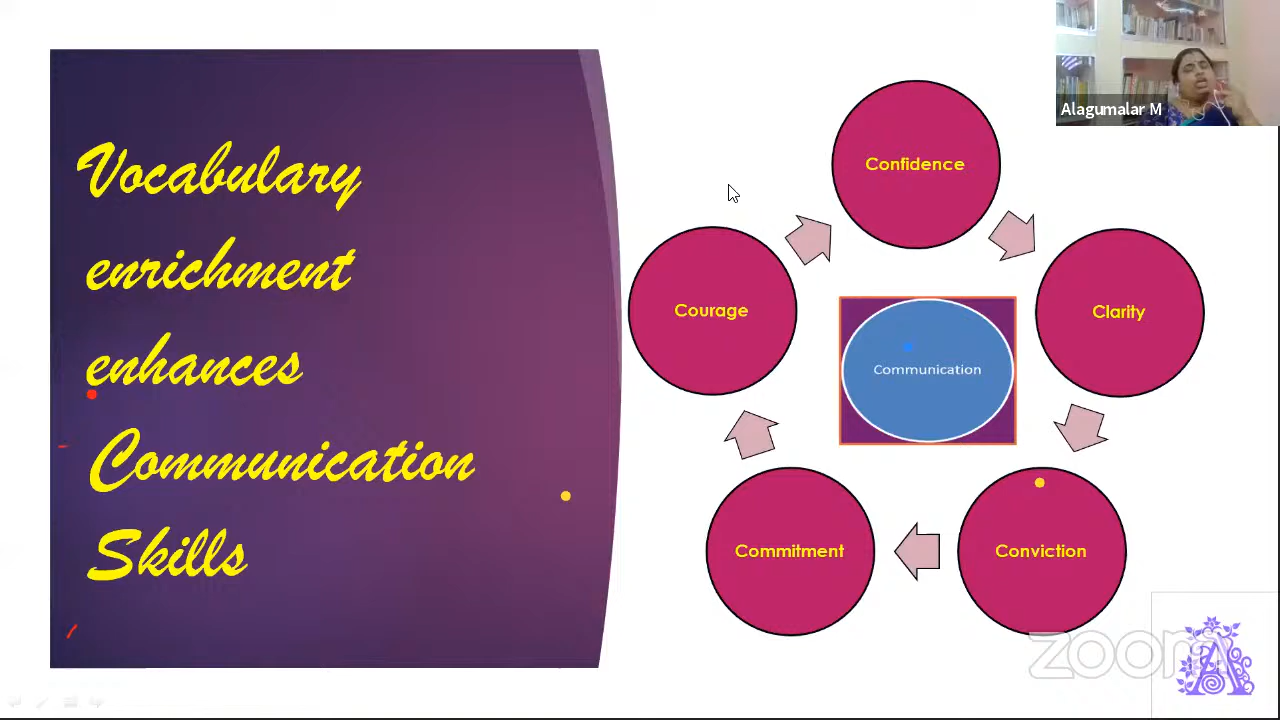 Vocabulary
enrichment
enhances
Communication
Skills
Alagumalar M
Confidence
Clarity
Conviction
Commitment
Courage
Communication
zoom
A